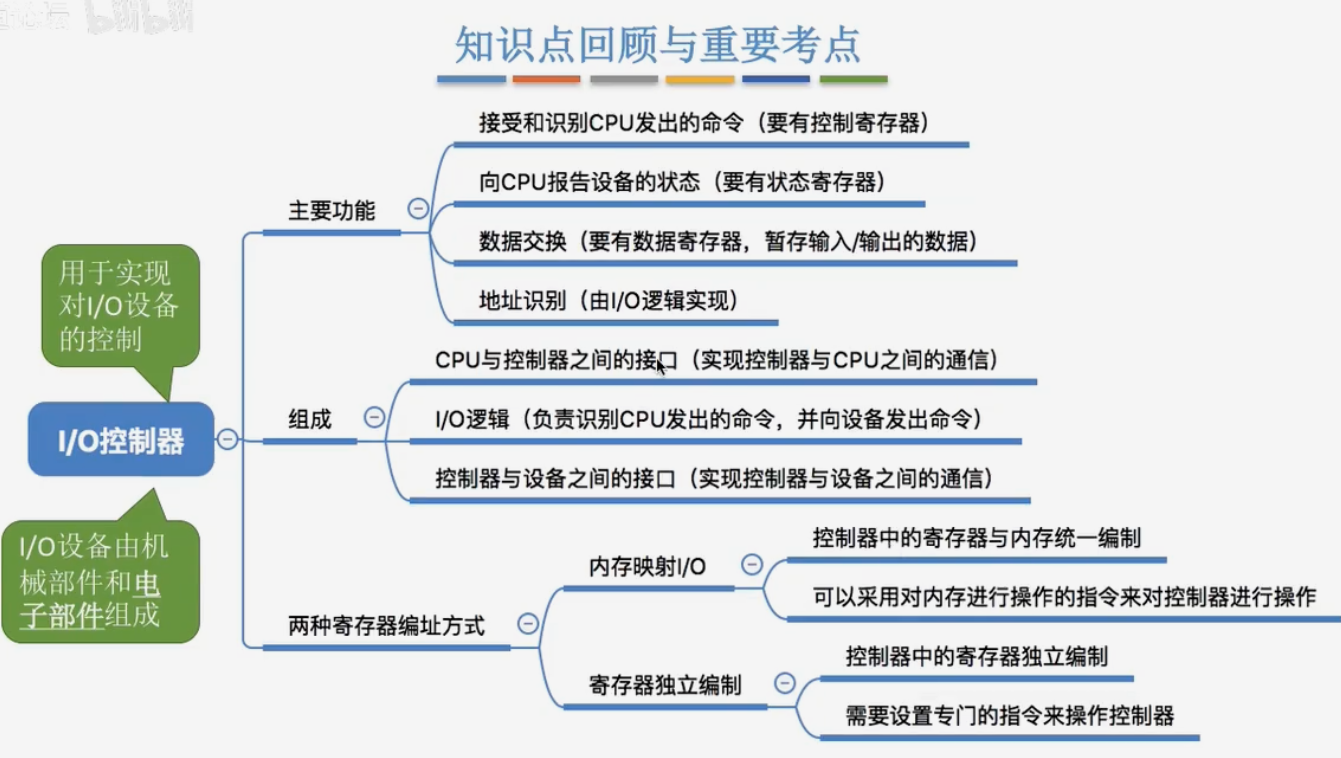 bilibili
知识点回顾与重要考点
接受和识别CPU发出的命令（要有控制寄存器）
向CPU报告设备的状态（要有状态寄存器）
主要功能
数据交换（要有数据寄存器，暂存输入/输出的数据）
地址识别（由I/O逻辑实现）
用于实现
对I/O设备
的控制
CPU与控制器之间的接口（实现控制器与CPU之间的通信）
组成
I/O逻辑（负责识别CPU发出的命令，并向设备发出命令）
I/O控制器
控制器与设备之间的接口（实现控制器与设备之间的通信）
I/O设备由机
械部件和电
子部件组成
两种寄存器编址方式
内存映射I/O
控制器中的寄存器与内存统一编制
可以采用对内存进行操作的指令来对控制器进行操作
寄存器独立编制
控制器中的寄存器独立编制
需要设置专门的指令来操作控制器